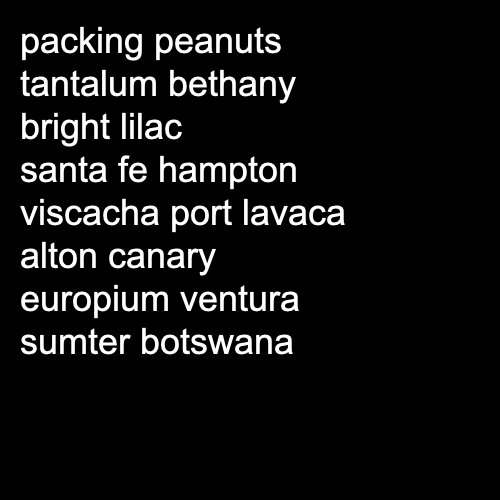 packing peanuts
tantalum bethany
bright lilac
santa fe hampton
viscacha port lavaca
alton canary
europium ventura
sumter botswana